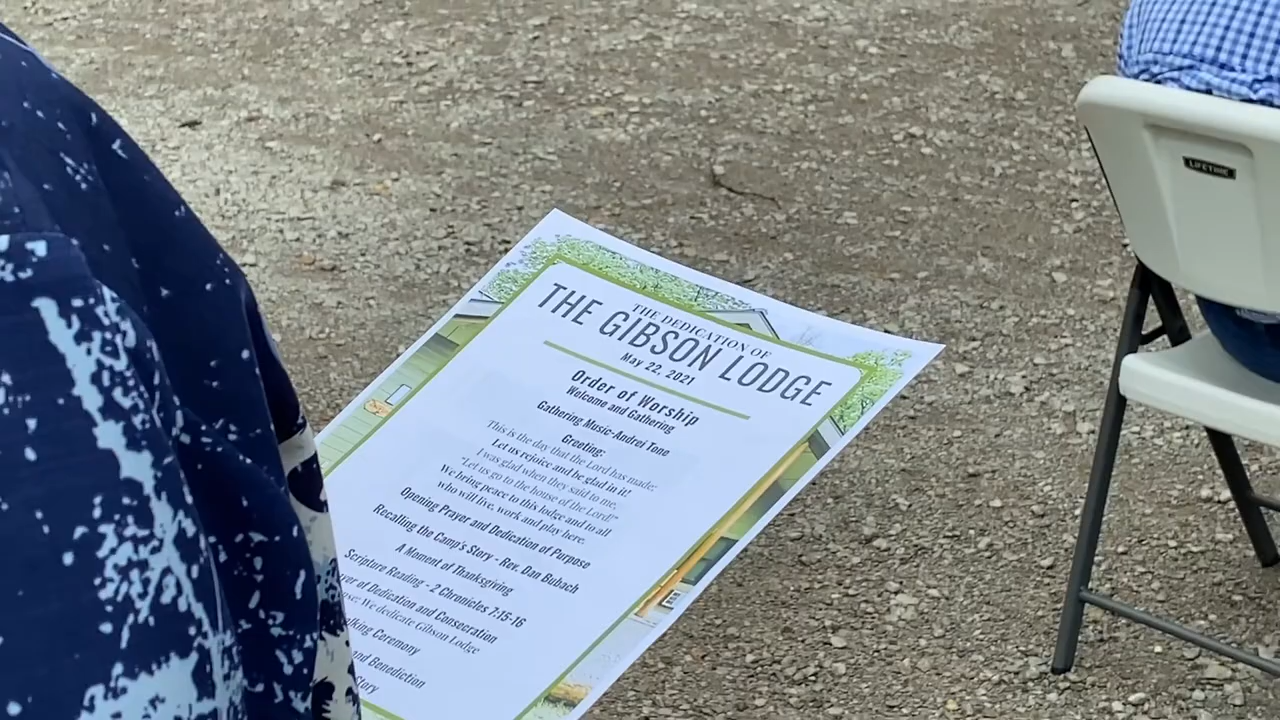 THE DEDICATION OF
THE GIBSON LODGE
May 22, 2021
Order of Worship
Welcome and Gathering
Gathering Music-Andrei Tone
Greeting:
This is the day that the Lord has made;
Let us rejoice and be glad in it!
I was glad when they said to me,
"Let us go to the house of the Lord!"
We bring peace to this lodge and to all
who will live, work and play here.
Opening Prayer and Dedication of Purpose
Recalling the Camp's Story - Rev. Dan Bubach
A Moment of Thanksgiving
Scripture Reading - 2 Chronicles 7:15-16
of Dedication and Consecration
We dedicate Gibson Lodge
Ceremony
and Benediction
LIFETIME